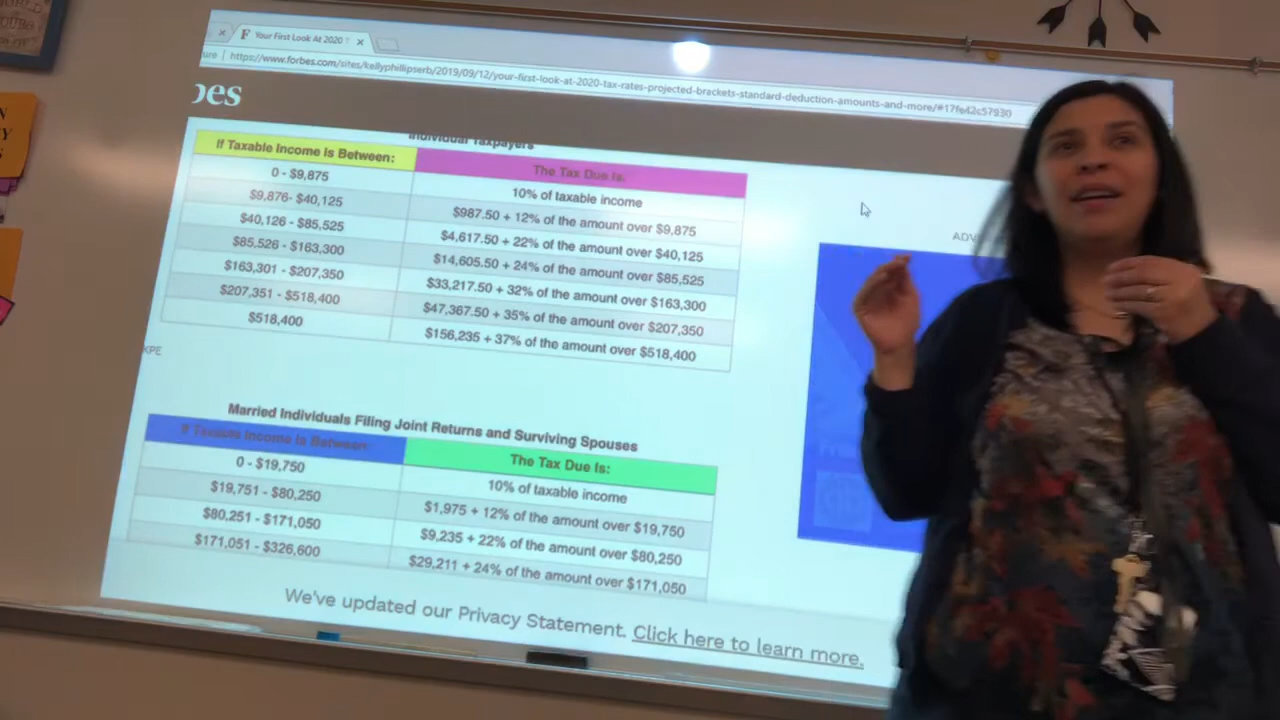 F Your First Look At 2020
https://www.forbes.com/sites/kellyphillipserb/2019/09/12/your-first-look-at-2020-tax-rates-projected-brackets-standard-deduction-amounts-and-more/#17fe42c57930
bes
Individual Taxpayers
If Taxable Income Is Between: The Tax Due Is:
0 - $9,875 10% of taxable income
$9,876- $40,125 $987.50 + 12% of the amount over $9,875
$40,126 - $85,525 $4,617.50 + 22% of the amount over $40,125
$85,526 - $163,300 $14,605.50 + 24% of the amount over $85,525
$163,301 - $207,350 $33,217.50 + 32% of the amount over $163,300
$207,351 - $518,400 $47,367.50 + 35% of the amount over $207,350
$518,400 $156,235 + 37% of the amount over $518,400
KPE
ADV
Married Individuals Filing Joint Returns and Surviving Spouses
If Taxable Income Is Between: The Tax Due Is:
0 - $19,750 10% of taxable income
$19,751 - $80,250 $1,975 + 12% of the amount over $19,750
$80,251 - $171,050 $9,235 + 22% of the amount over $80,250
$171,051 - $326,600 $29,211 + 24% of the amount over $171,050
We've updated our Privacy Statement. Click here to learn more.